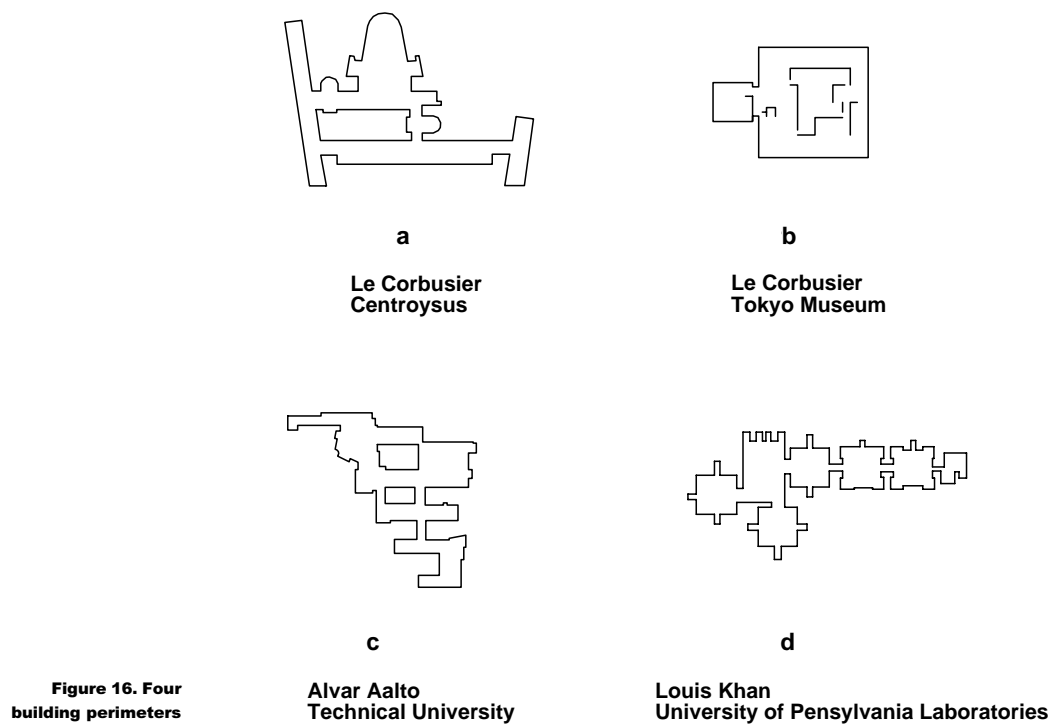 a
Le Corbusier
Centroysus
b
Le Corbusier
Tokyo Museum
c
Alvar Aalto
Technical University
d
Louis Khan
University of Pensylvania Laboratories
Figure 16. Four
building perimeters